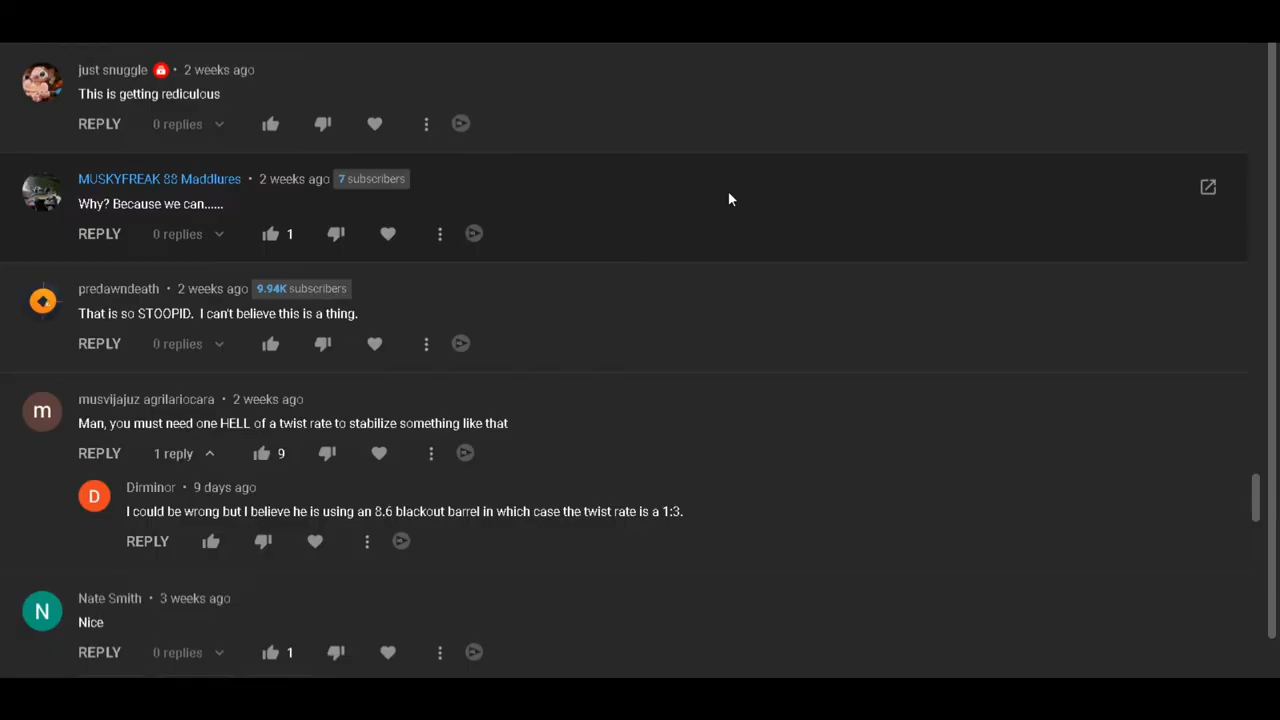 just snuggle • 2 weeks ago
This is getting rediculous
REPLY 0 replies
MUSKYFREAK 88 Maddlures • 2 weeks ago 7 subscribers
Why? Because we can......
REPLY 0 replies 1
predawndeath • 2 weeks ago 9.94K subscribers
That is so STOOPID. I can't believe this is a thing.
REPLY 0 replies
m
musvijajuz agrilariocara • 2 weeks ago
Man, you must need one HELL of a twist rate to stabilize something like that
REPLY 1 reply 9
D
Dirminor • 9 days ago
I could be wrong but I believe he is using an 8.6 blackout barrel in which case the twist rate is a 1:3.
REPLY
N
Nate Smith • 3 weeks ago
Nice
REPLY 0 replies 1